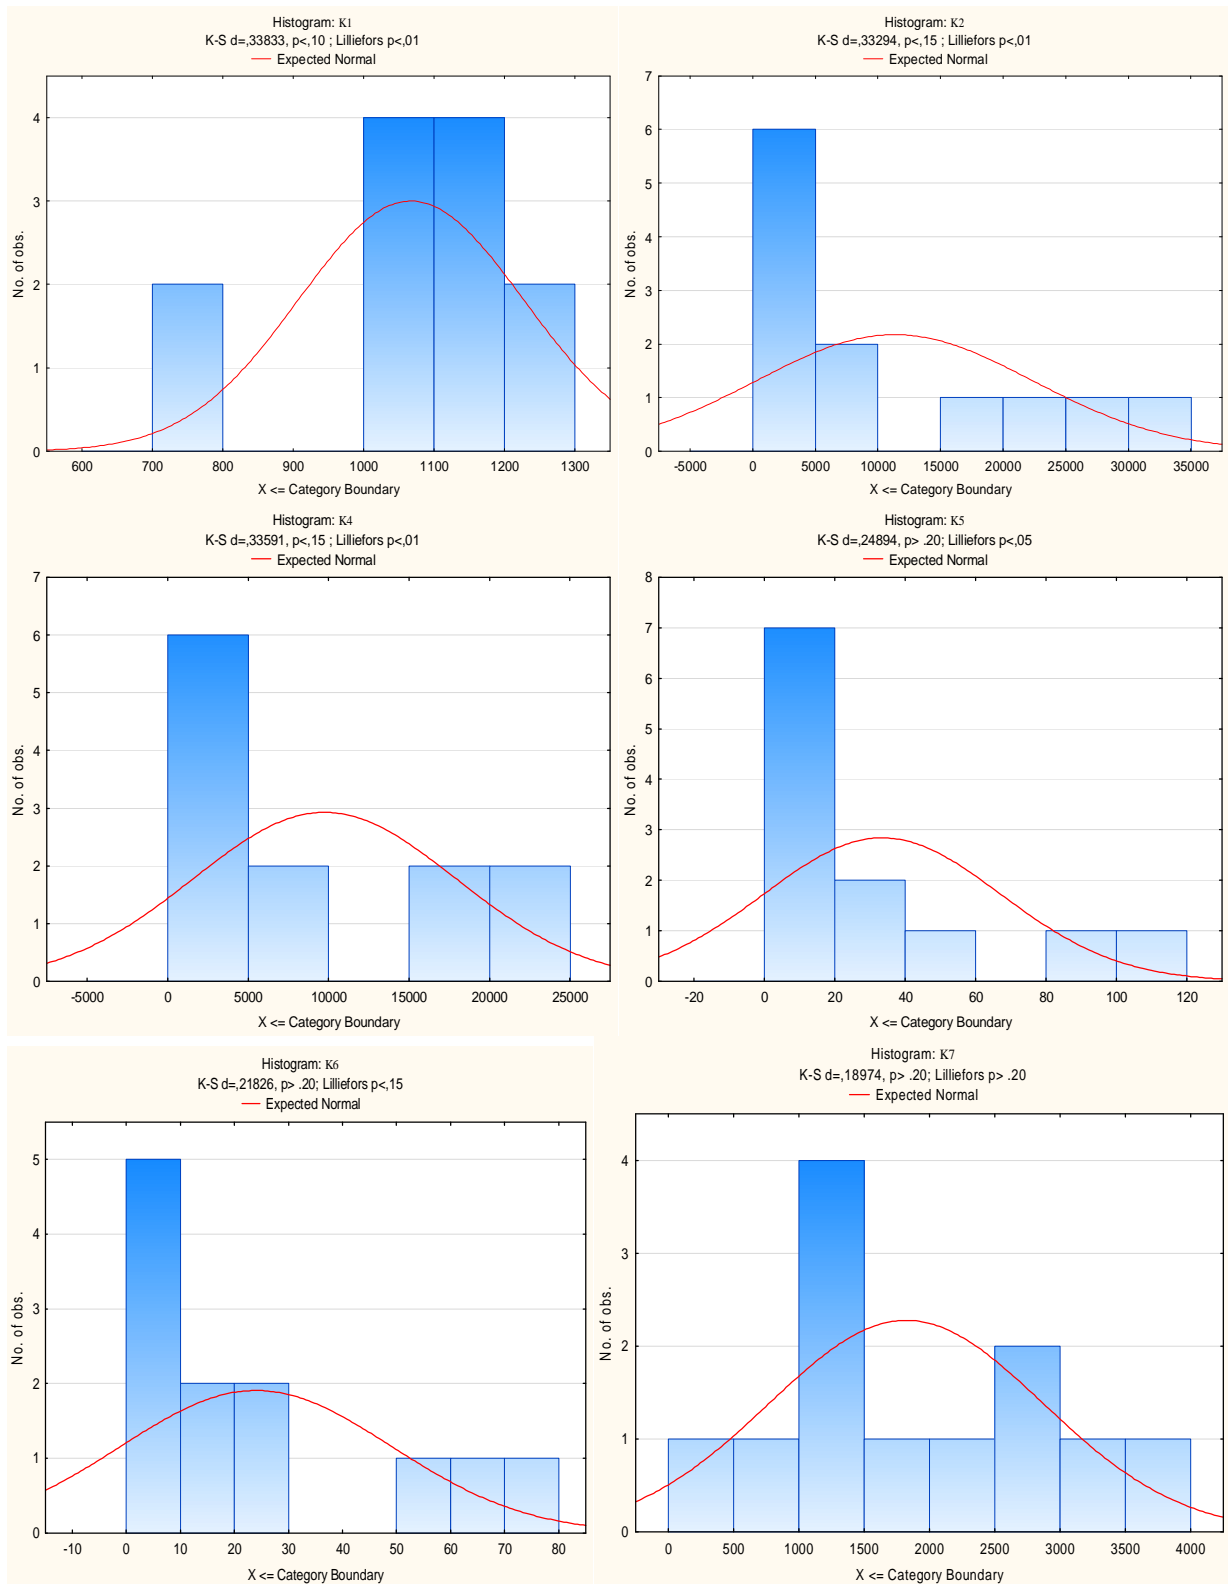 Histogram: K1
K-S d=,33833, p<,10 ; Lilliefors p<,01
Expected Normal
4
3
2
1
0
No. of obs.
600 700 800 900 1000 1100 1200 1300
X <= Category Boundary
Histogram: K2
K-S d=,33294, p<,15 ; Lilliefors p<,01
Expected Normal
7
6
5
4
3
2
1
0
No. of obs.
-5000 0 5000 10000 15000 20000 25000 30000 35000
X <= Category Boundary
Histogram: K4
K-S d=,33591, p<,15 ; Lilliefors p<,01
Expected Normal
7
6
5
4
3
2
1
0
No. of obs.
-5000 0 5000 10000 15000 20000 25000
X <= Category Boundary
Histogram: K5
K-S d=,24894, p> .20; Lilliefors p<,05
Expected Normal
8
7
6
5
4
3
2
1
0
No. of obs.
-20 0 20 40 60 80 100 120
X <= Category Boundary
Histogram: K6
K-S d=,21826, p> .20; Lilliefors p<,15
Expected Normal
5
4
3
2
1
0
No. of obs.
-10 0 10 20 30 40 50 60 70 80
X <= Category Boundary
Histogram: K7
K-S d=,18974, p> .20; Lilliefors p> .20
Expected Normal
4
3
2
1
0
No. of obs.
0 500 1000 1500 2000 2500 3000 3500 4000
X <= Category Boundary